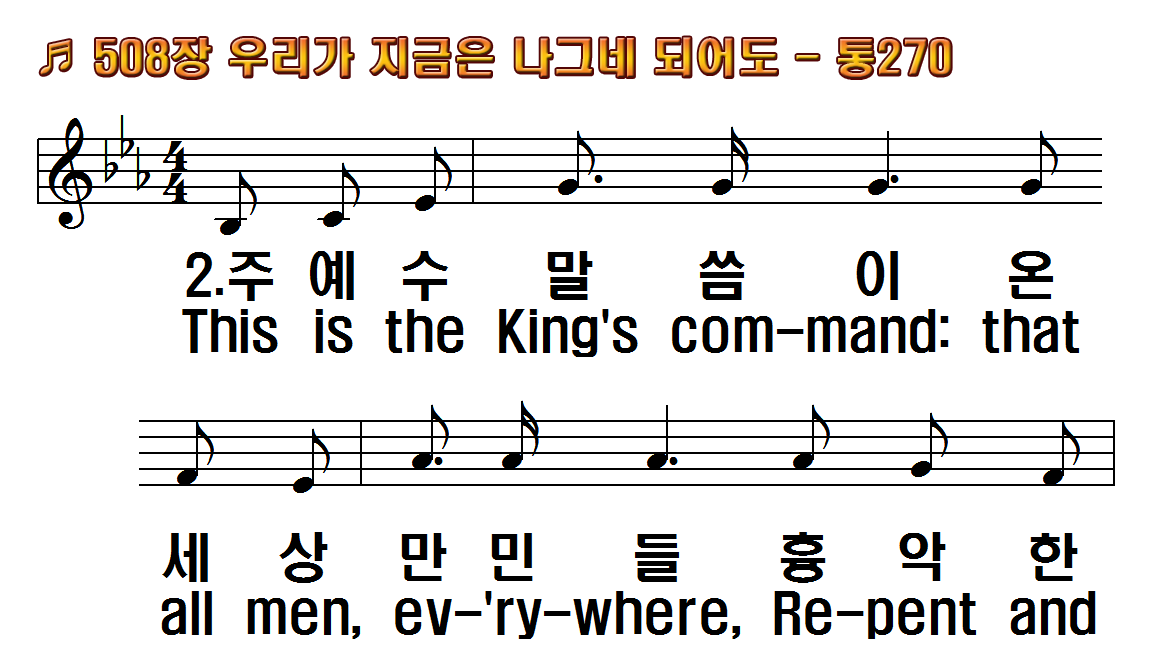 508장 우리가 지금은 나그네 되어도 - 통270
4
4
2.주 예 수 말 씀 이 온
This is the King's com-mand: that
세 상 만 민 들 흉 악 한
all men, ev-'ry-where, Re-pent and